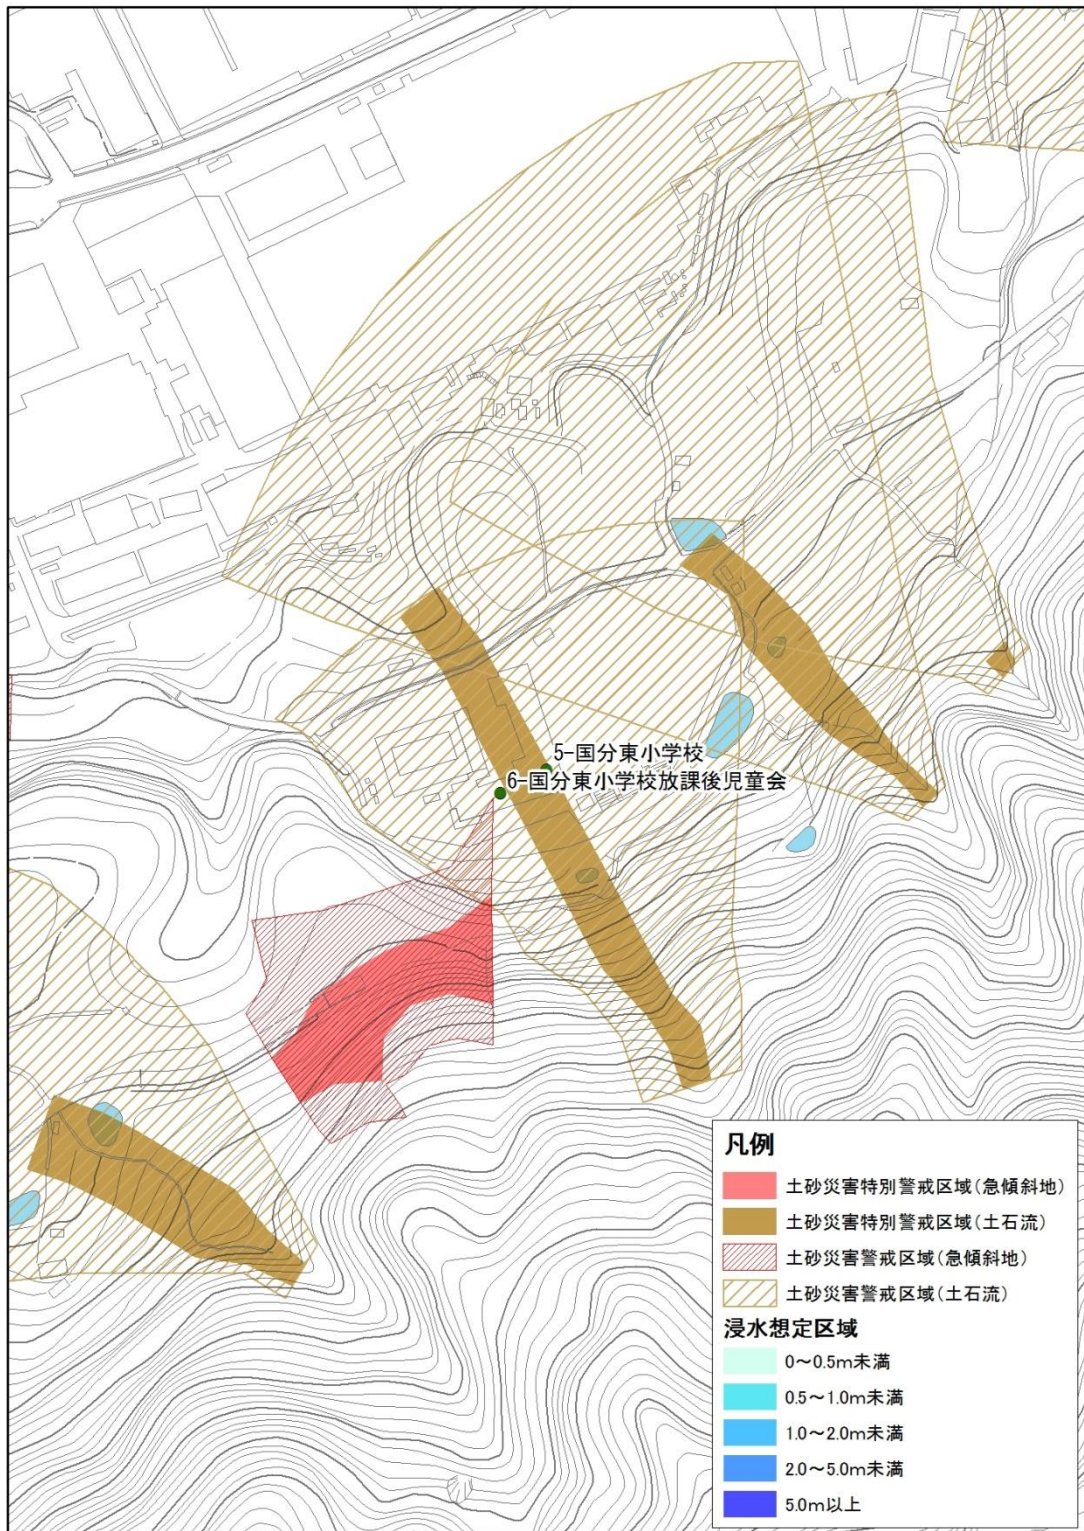 5-国分東小学校
6-国分東小学校放課後児童会
凡例
土砂災害特別警戒区域(急傾斜地)
土砂災害特別警戒区域(土石流)
土砂災害警戒区域(急傾斜地)
土砂災害警戒区域(土石流)
浸水想定区域
0～0.5m未満
0.5～1.0m未満
1.0～2.0m未満
2.0～5.0m未満
5.0m以上